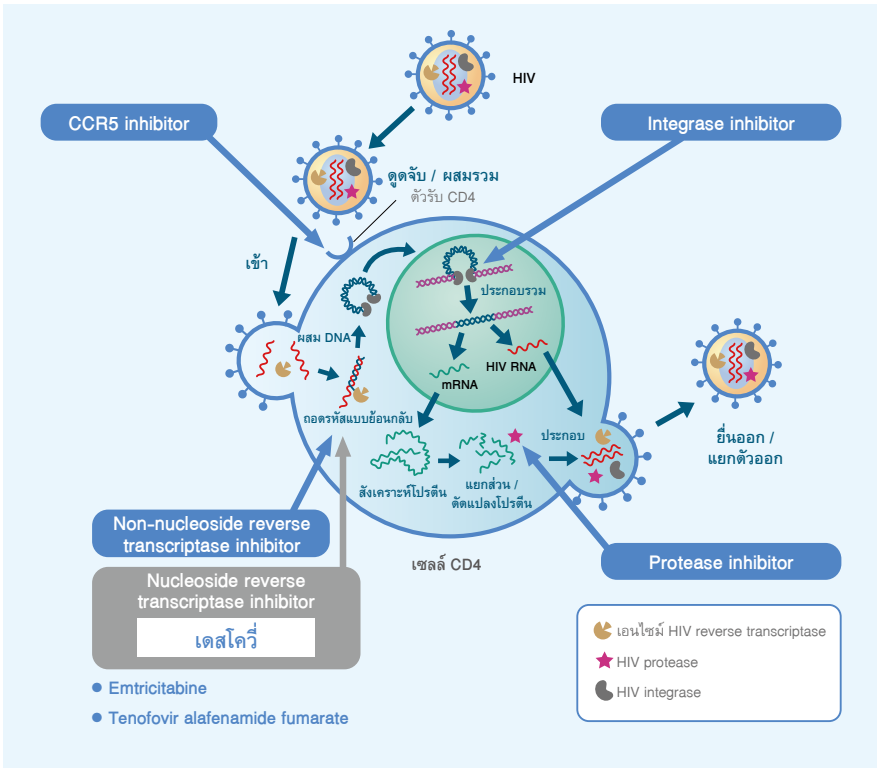 HIV
CCR5 inhibitor
Integrase inhibitor
ดูดจับ / ผสมรวม
ตัวรับ CD4
เข้า
ประกอบรวม
ผสม DNA
HIV RNA
mRNA
ถอดรหัสแบบย้อนกลับ
ประกอบ
ยื่นออก /
แยกตัวออก
สังเคราะห์โปรตีน
แยกส่วน /
ดัดแปลงโปรตีน
Non-nucleoside reverse
transcriptase inhibitor
เซลล์ CD4
Protease inhibitor
Nucleoside reverse
transcriptase inhibitor
เดสโควี่
Emtricitabine
Tenofovir alafenamide fumarate
เอนไซม์ HIV reverse transcriptase
HIV protease
HIV integrase